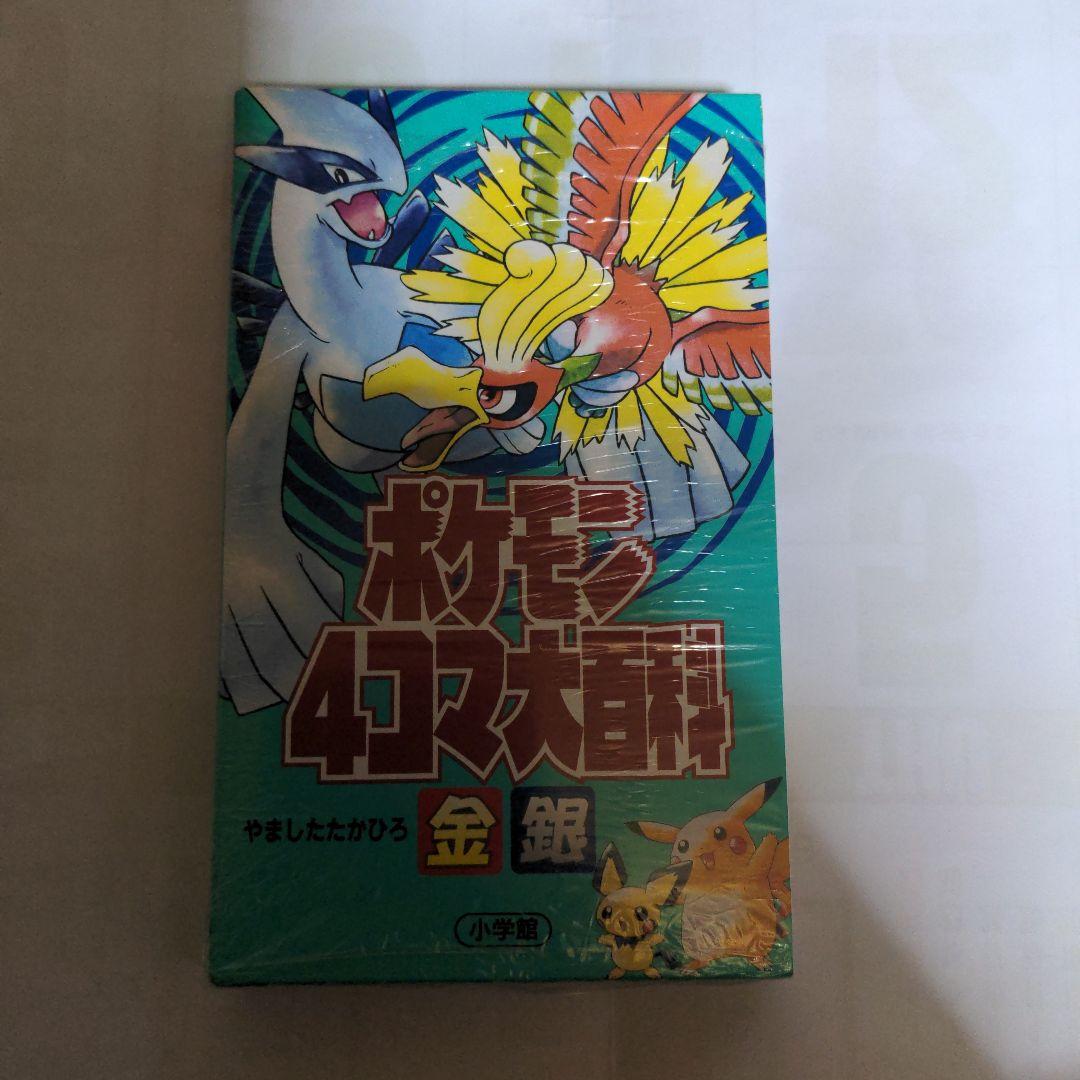 ポケモン
4コマ大百科
やましたたかひろ 金 銀
小学館